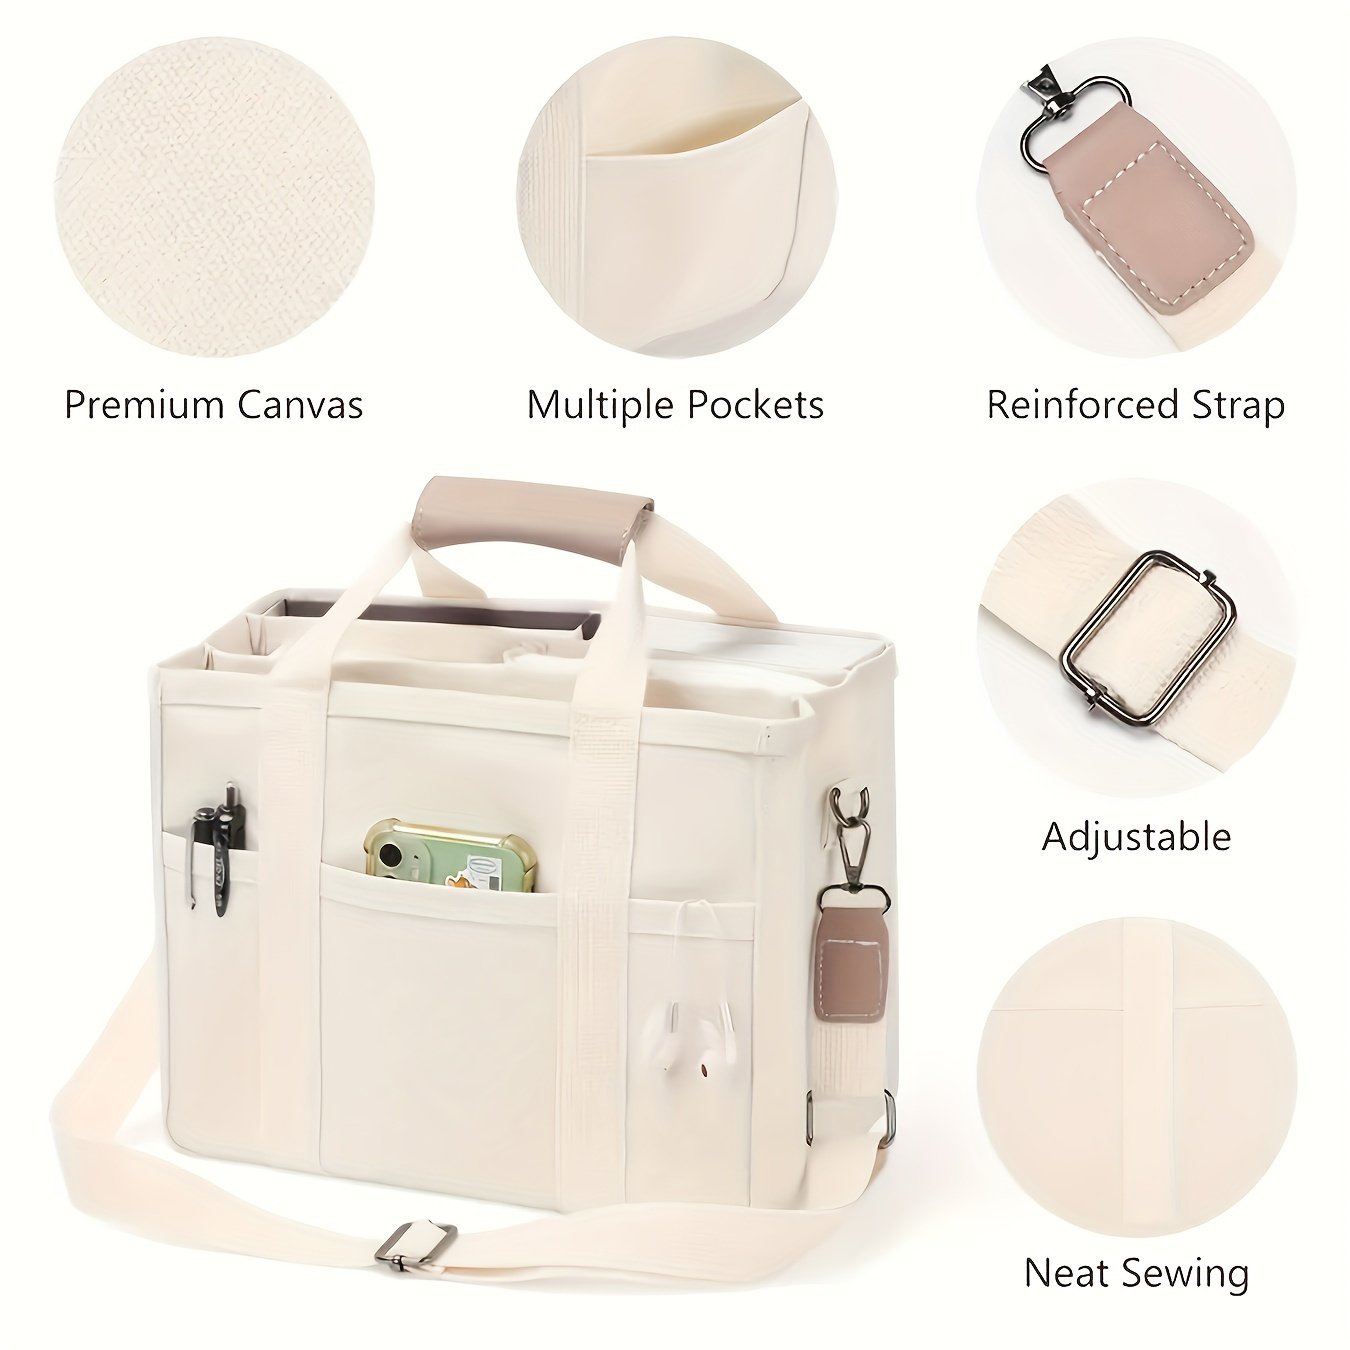 Premium Canvas
Multiple Pockets
Reinforced Strap
Adjustable
Neat Sewing